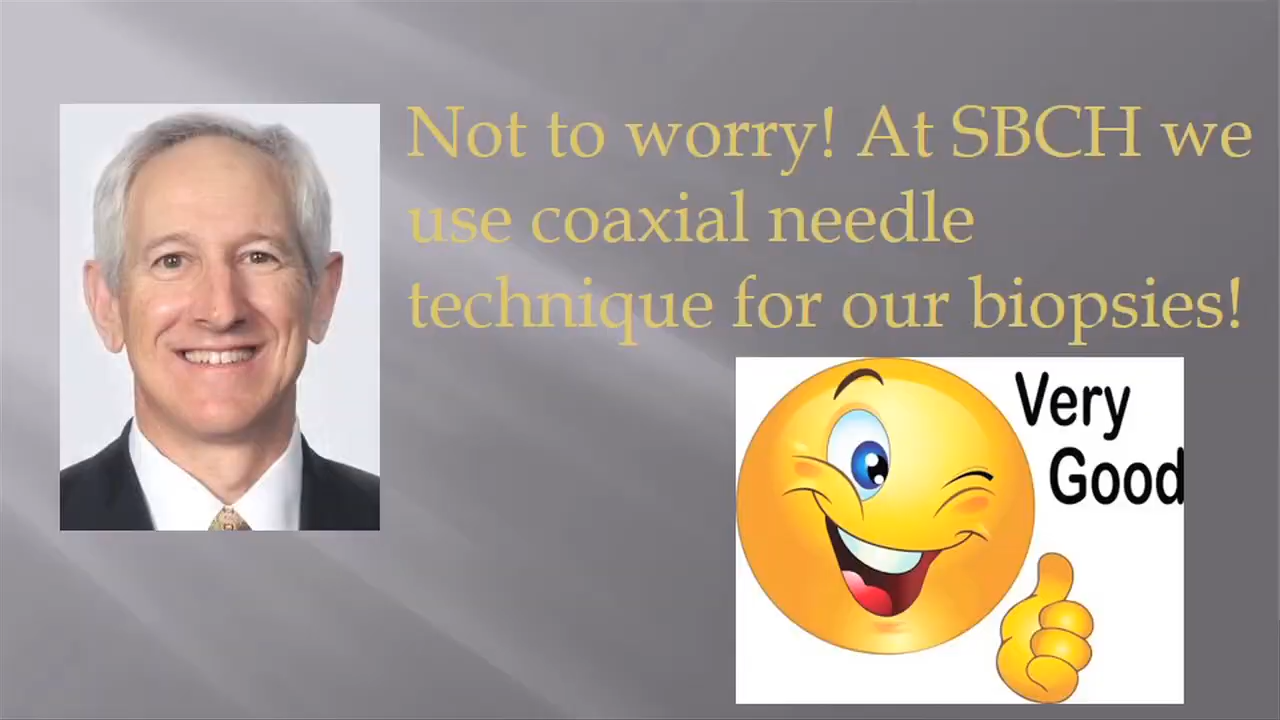 Not to worry! At SBCH we
use coaxial needle
technique for our biopsies!
Very
Good